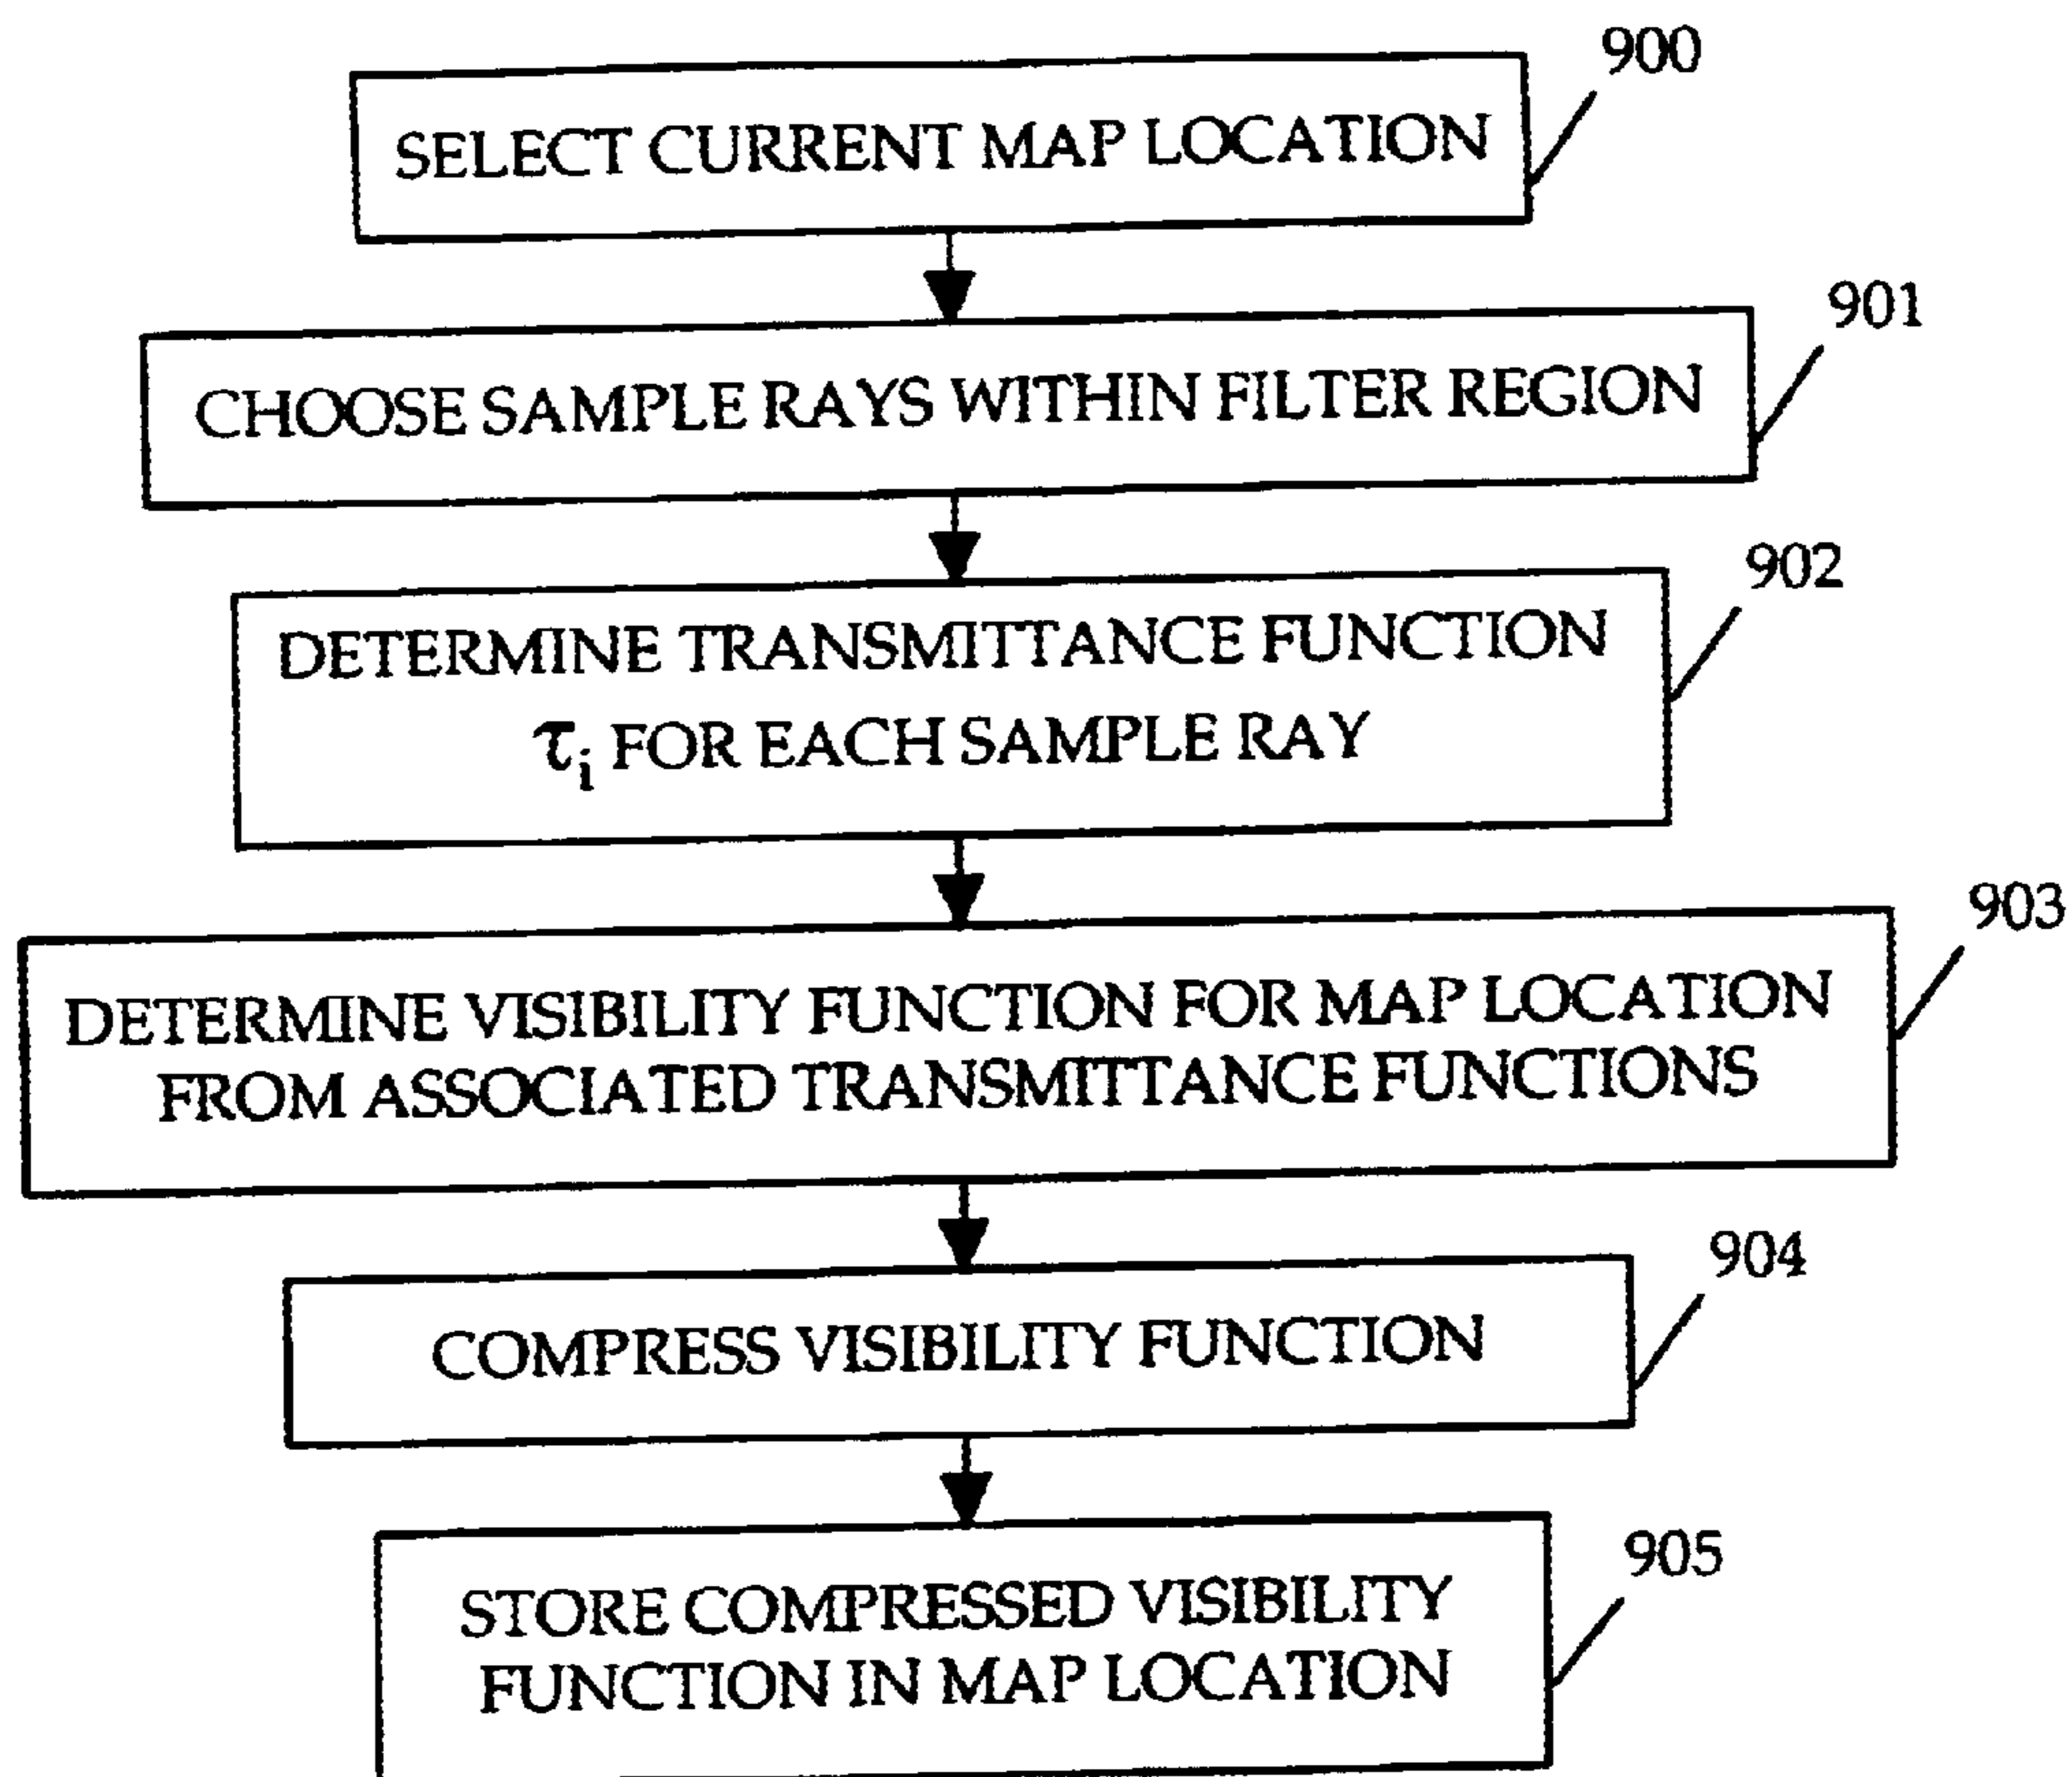 900
SELECT CURRENT MAP LOCATION
901
CHOOSE SAMPLE RAYS WITHIN FILTER REGION
902
DETERMINE TRANSMITTANCE FUNCTION
τi FOR EACH SAMPLE RAY
903
DETERMINE VISIBILITY FUNCTION FOR MAP LOCATION
FROM ASSOCIATED TRANSMITTANCE FUNCTIONS
904
COMPRESS VISIBILITY FUNCTION
905
STORE COMPRESSED VISIBILITY
FUNCTION IN MAP LOCATION